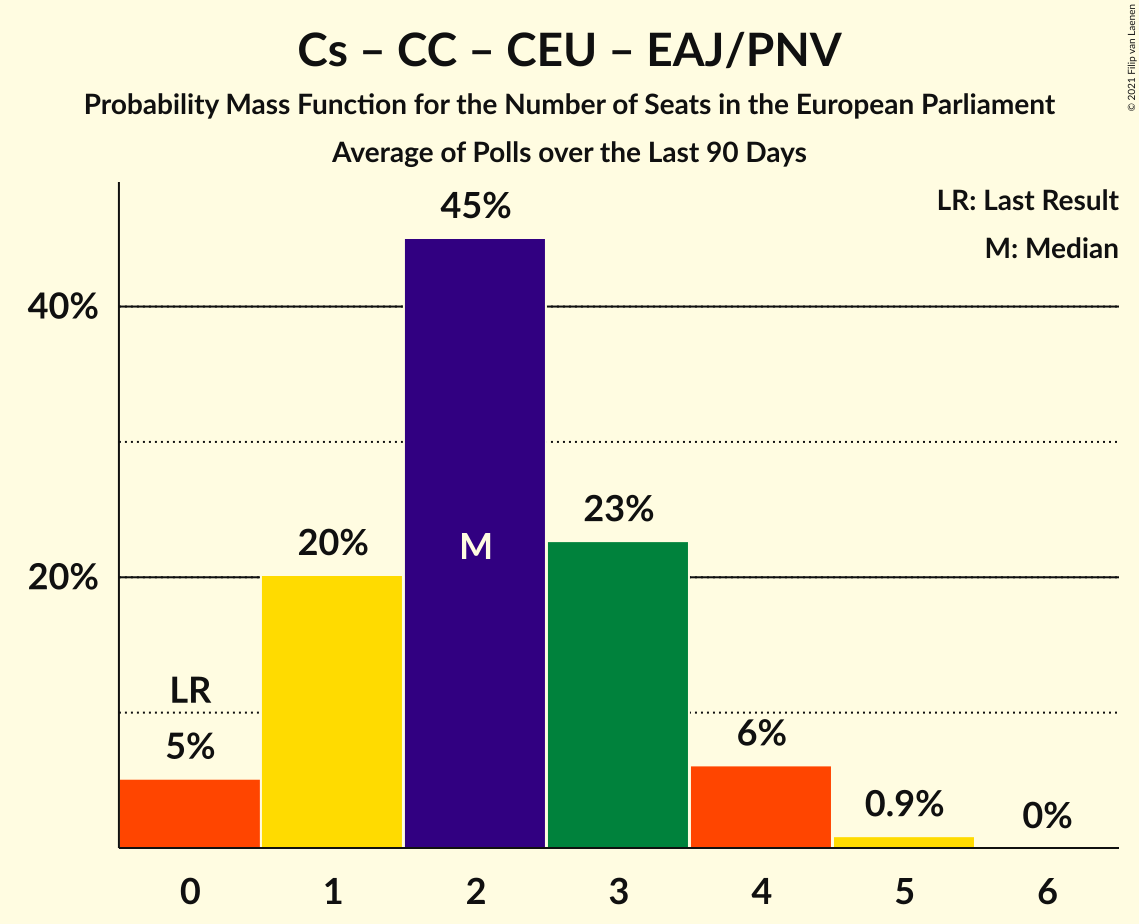 Cs – CC – CEU – EAJ/PNV
Probability Mass Function for the Number of Seats in the European Parliament
Average of Polls over the Last 90 Days
© 2021 Filip van Laenen
LR: Last Result
M: Median
45%
40%
23%
20%
M
20%
LR
5%
6%
0.9%
0%
0 1 2 3 4 5 6